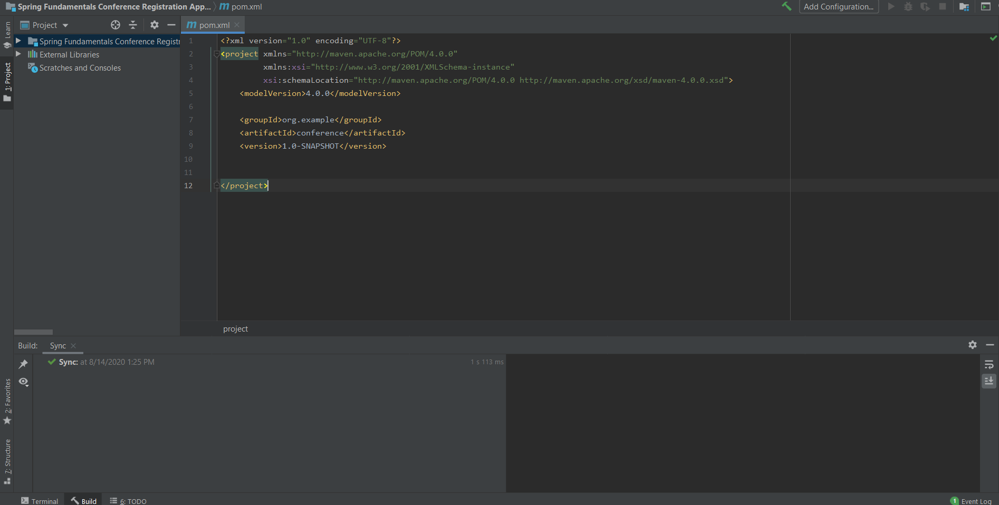 Spring Fundamentals Conference Registration App... pom.xml
Add Configuration...
Learn
1: Project
2: Favorites
7: Structure
Project
Spring Fundamentals Conference Registr
External Libraries
Scratches and Consoles
pom.xml
1 <?xml version="1.0" encoding="UTF-8"?>
2 <project xmlns="http://maven.apache.org/POM/4.0.0"
3 xmlns:xsi="http://www.w3.org/2001/XMLSchema-instance"
4 xsi:schemaLocation="http://maven.apache.org/POM/4.0.0 http://maven.apache.org/xsd/maven-4.0.0.xsd">
5 <modelVersion>4.0.0</modelVersion>
6
7 <groupId>org.example</groupId>
8 <artifactId>conference</artifactId>
9 <version>1.0-SNAPSHOT</version>
10
11
12 </project>
project
Build: Sync
Sync: at 8/14/2020 1:25 PM 1 s 113 ms
Terminal Build 6: TODO 1 Event Log